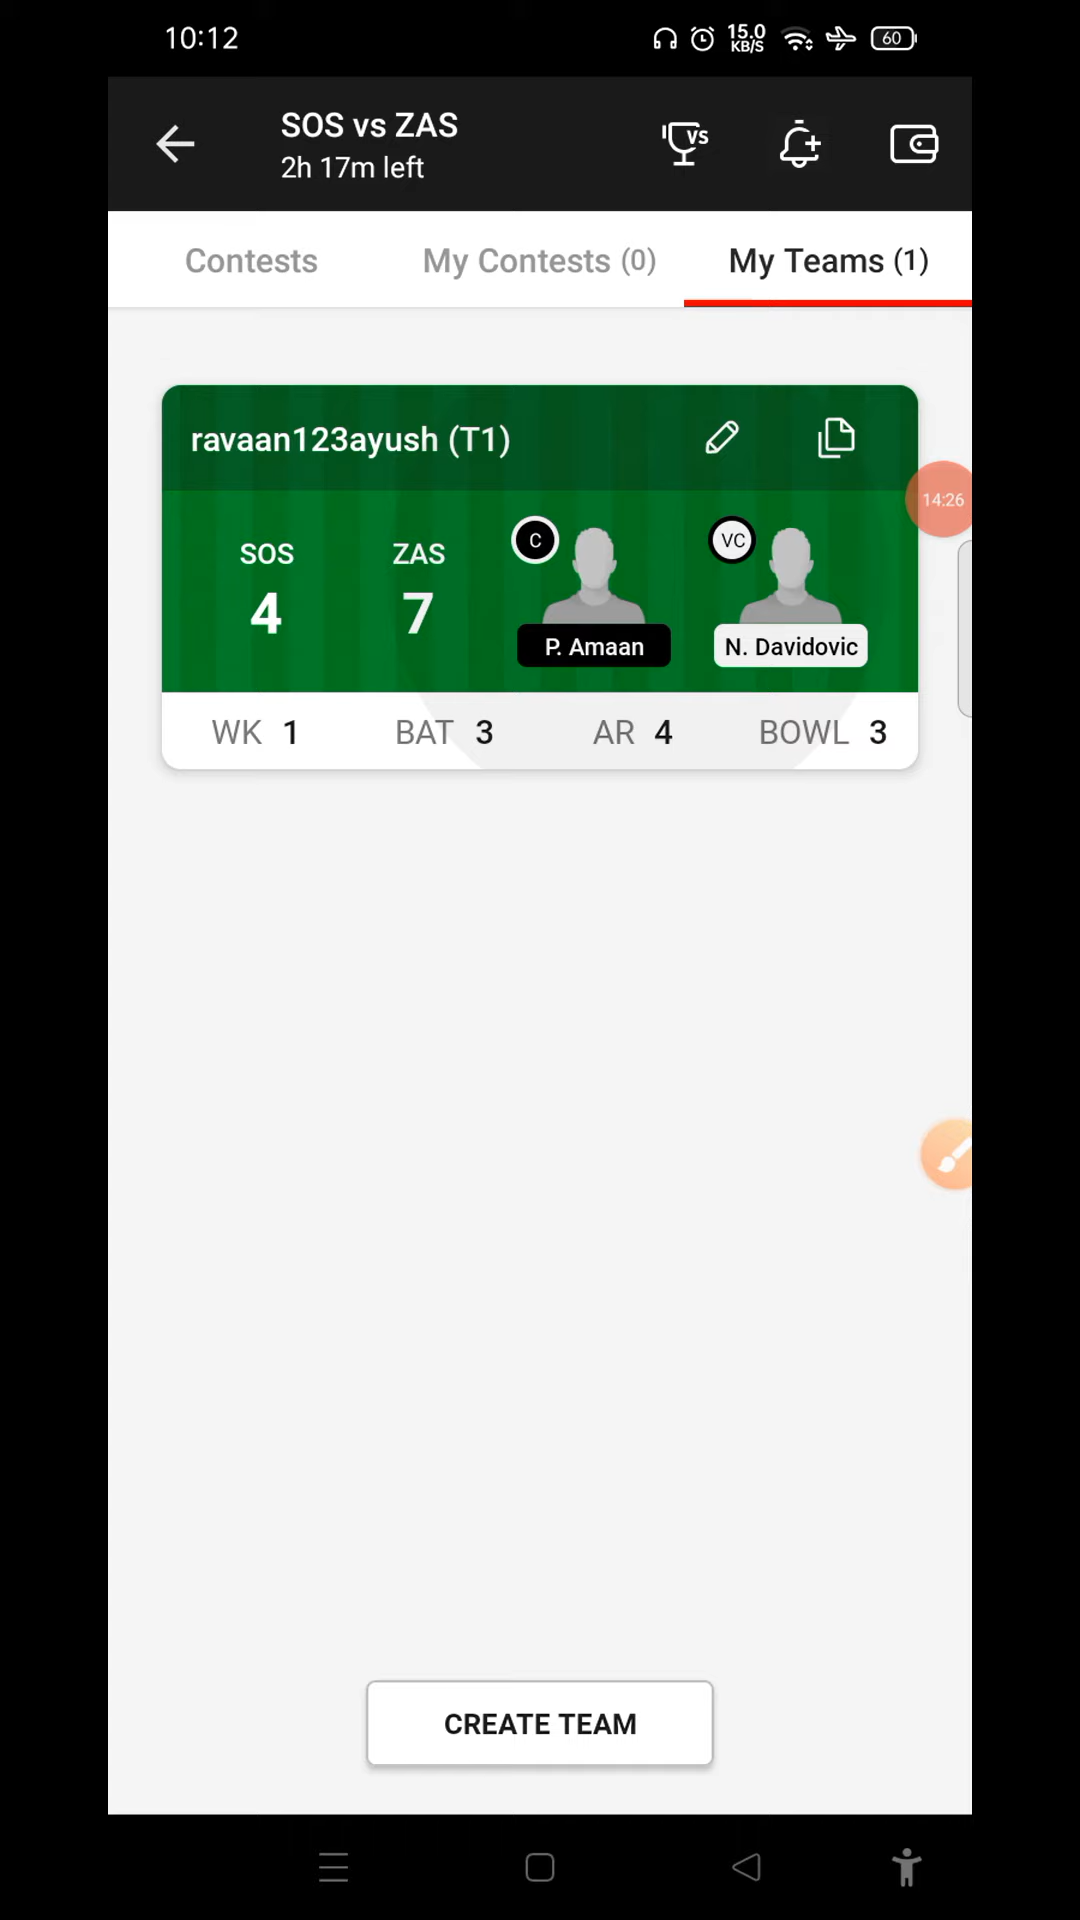 10:12
15.0
KB/S
60
SOS vs ZAS
2h 17m left
VS
Contests
My Contests (0)
My Teams (1)
ravaan123ayush (T1)
14:26
SOS
4
ZAS
7
C
P. Amaan
VC
N. Davidovic
WK 1
BAT 3
AR 4
BOWL 3
CREATE TEAM